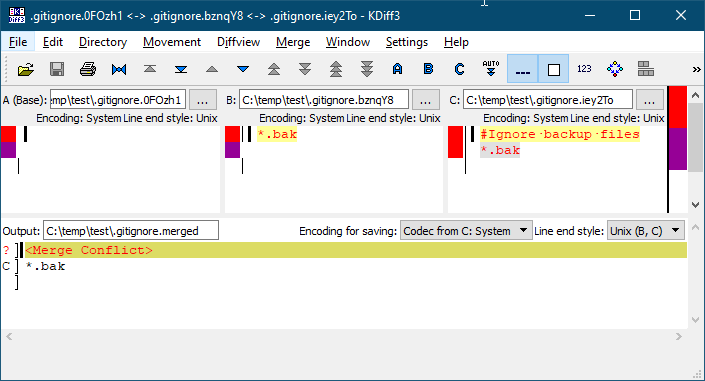 .gitignore.0FOzh1 <-> .gitignore.bznqY8 <-> .gitignore.iey2To - KDiff3
File Edit Directory Movement Diffview Merge Window Settings Help
A B C AUTO 123 »
A (Base): :mp\test\.gitignore.0FOzh1 ... B: C:\temp\test\.gitignore.bznqY8 ... C: C:\temp\test\.gitignore.iey2To ...
Encoding: System Line end style: Unix Encoding: System Line end style: Unix Encoding: System Line end style: Unix
*.bak #Ignore·backup·files
*.bak
Output: C:\temp\test\.gitignore.merged Encoding for saving: Codec from C: System Line end style: Unix (B, C)
? <Merge Conflict>
C *.bak